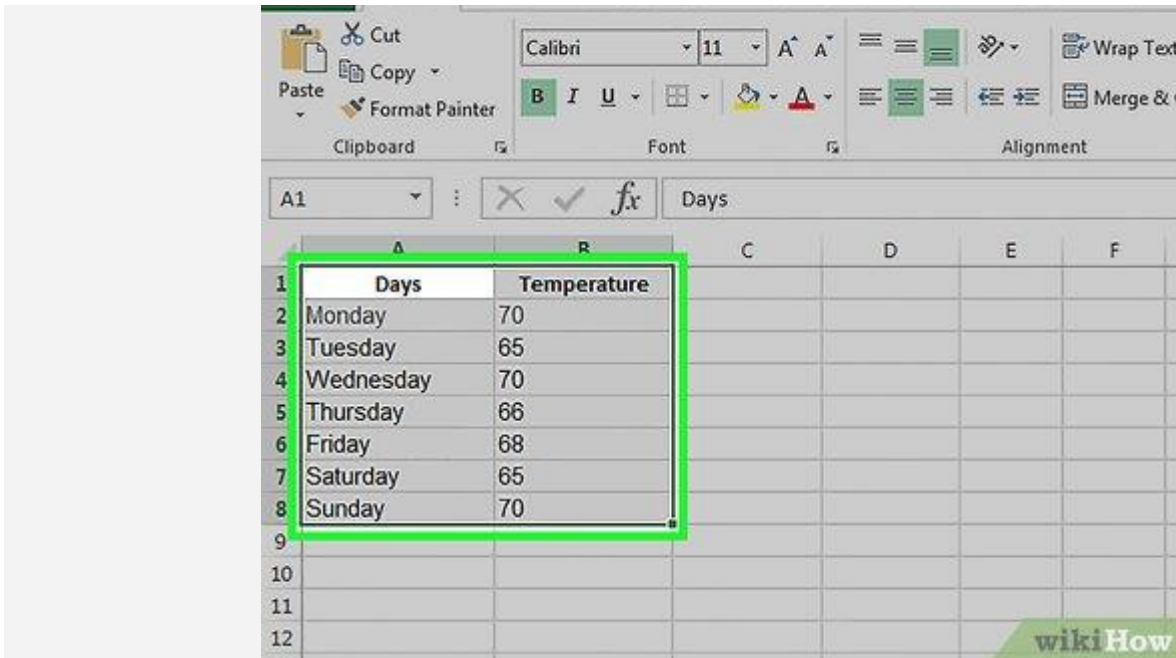 Cut
Calibri 11 A A Wrap Text
Copy
Paste
Format Painter B I U A Merge &
Clipboard Font Alignment
A1 fx Days
A B C D E F
1 Days Temperature
2 Monday 70
3 Tuesday 65
4 Wednesday 70
5 Thursday 66
6 Friday 68
7 Saturday 65
8 Sunday 70
9
10
11
12
wikiHow